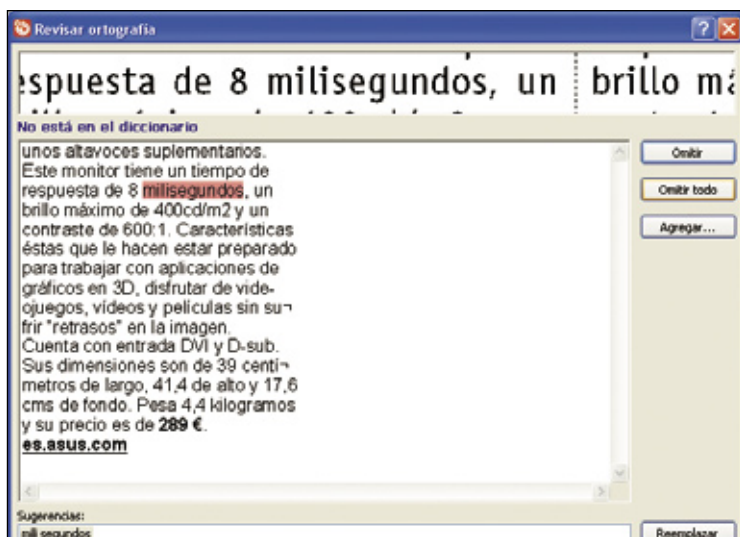 Revisar ortografía
espuesta de 8 milisegundos, un brillo má
No está en el diccionario
unos altavoces suplementarios.
Este monitor tiene un tiempo de
respuesta de 8 milisegundos, un
brillo máximo de 400cd/m2 y un
contraste de 600:1. Características
éstas que le hacen estar preparado
para trabajar con aplicaciones de
gráficos en 3D, disfrutar de vide-
ojuegos, vídeos y películas sin su¬
frir "retrasos" en la imagen.
Cuenta con entrada DVI y D-sub.
Sus dimensiones son de 39 centí¬
metros de largo, 41,4 de alto y 17,6
cms de fondo. Pesa 4,4 kilogramos
y su precio es de 289 €.
es.asus.com
Omitir
Omitir todo
Agregar...
Sugerencias:
mili segundos
Reemplazar